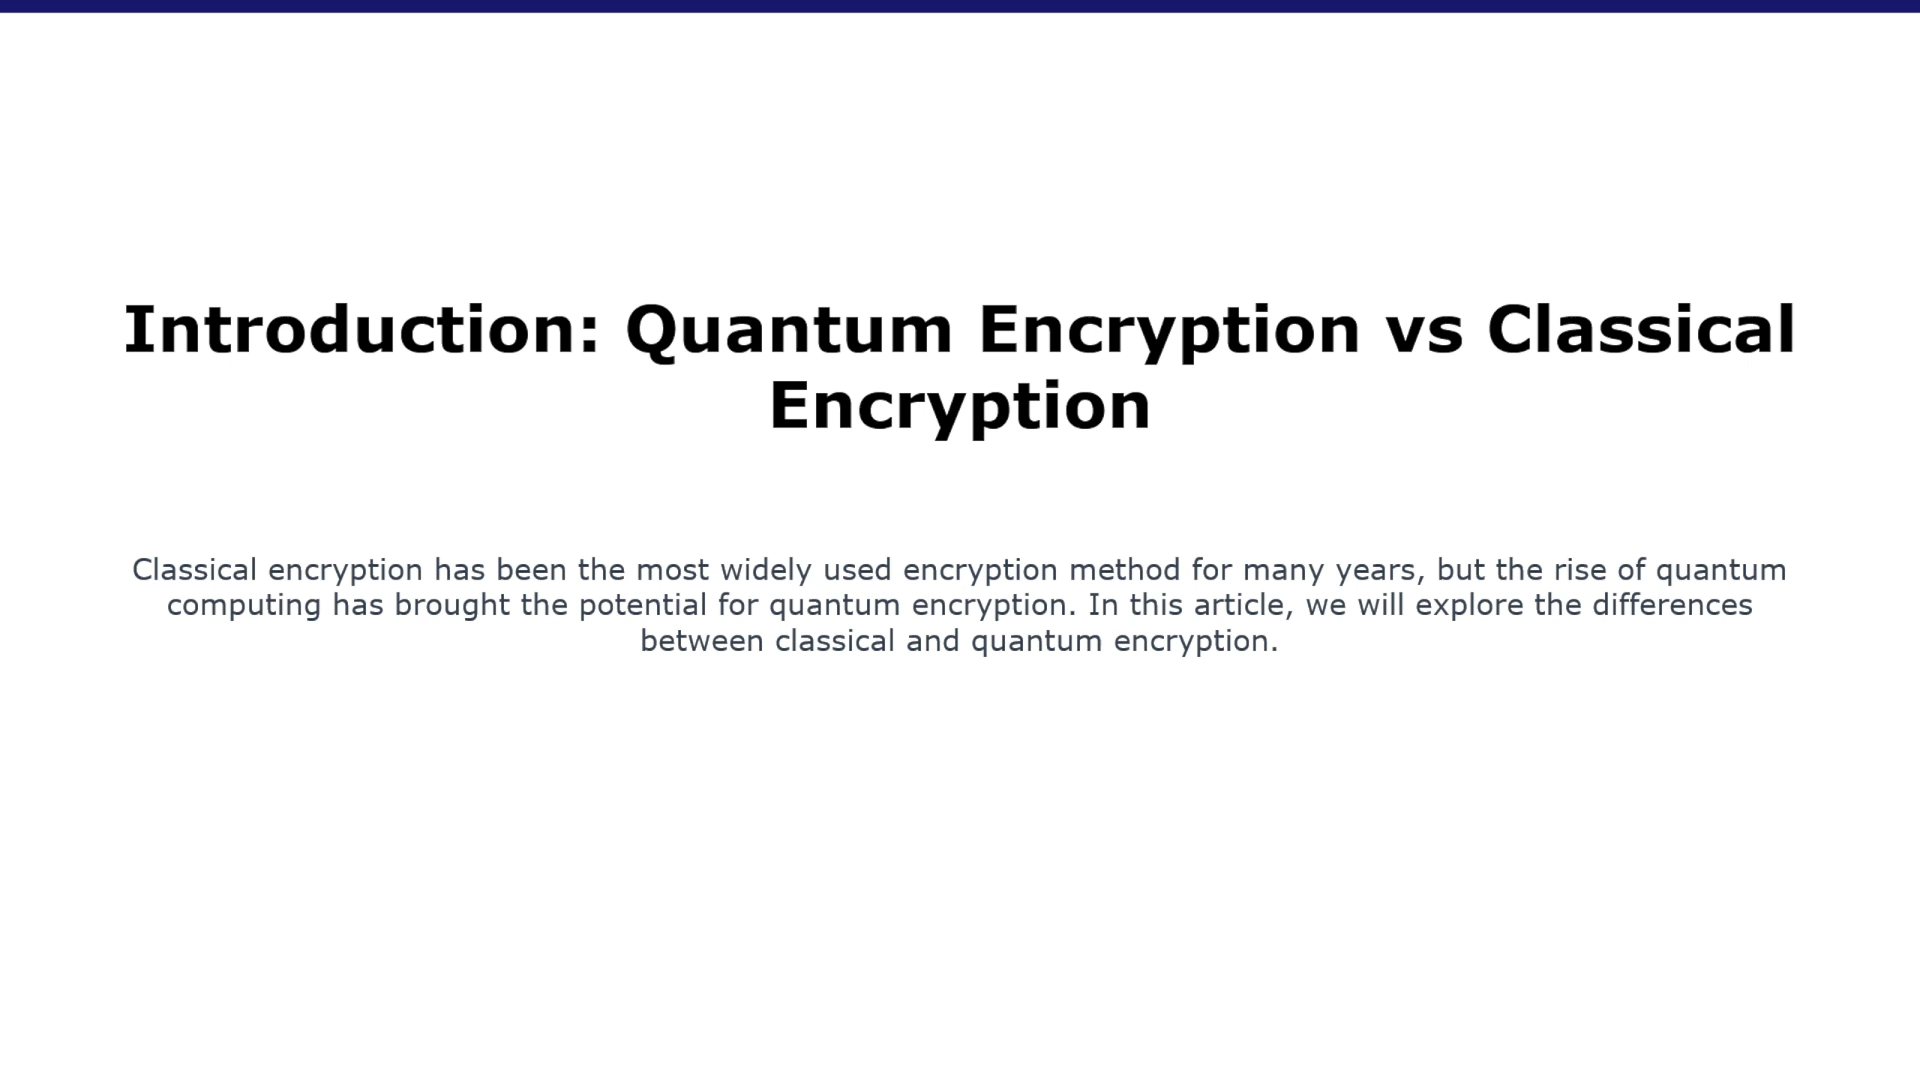 Introduction: Quantum Encryption vs Classical
Encryption
Classical encryption has been the most widely used encryption method for many years, but the rise of quantum
computing has brought the potential for quantum encryption. In this article, we will explore the differences
between classical and quantum encryption.